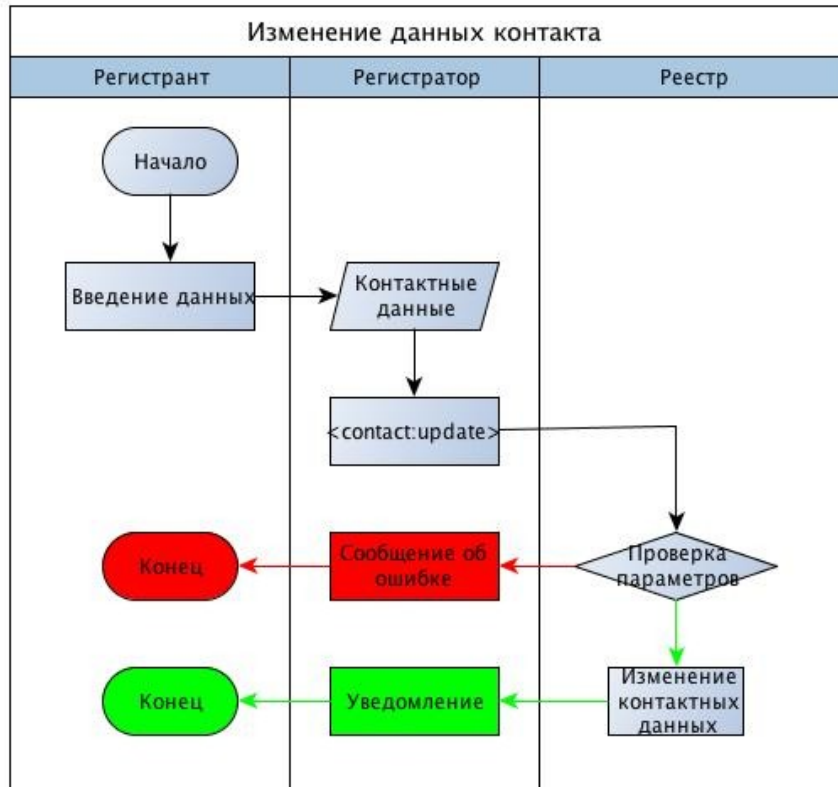 Изменение данных контакта
Регистрант
Регистратор
Реестр
Начало
Введение данных
Контактные
данные
<contact:update>
Конец
Сообщение об
ошибке
Проверка
параметров
Конец
Уведомление
Изменение
контактных
данных